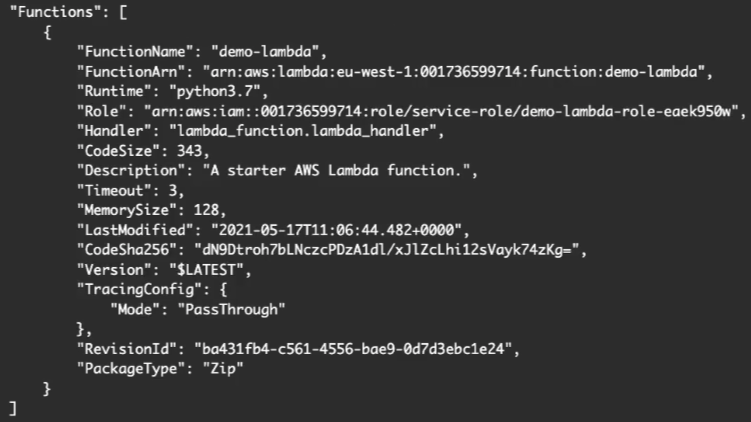 "Functions": [
    {
        "FunctionName": "demo-lambda",
        "FunctionArn": "arn:aws:lambda:eu-west-1:001736599714:function:demo-lambda",
        "Runtime": "python3.7",
        "Role": "arn:aws:iam::001736599714:role/service-role/demo-lambda-role-eaek950w",
        "Handler": "lambda_function.lambda_handler",
        "CodeSize": 343,
        "Description": "A starter AWS Lambda function.",
        "Timeout": 3,
        "MemorySize": 128,
        "LastModified": "2021-05-17T11:06:44.482+0000",
        "CodeSha256": "dN9Dtroh7bLNczcPDzA1dl/xJlZcLhi12sVayk74zKg=",
        "Version": "$LATEST",
        "TracingConfig": {
            "Mode": "PassThrough"
        },
        "RevisionId": "ba431fb4-c561-4556-bae9-0d7d3ebc1e24",
        "PackageType": "Zip"
    }
]